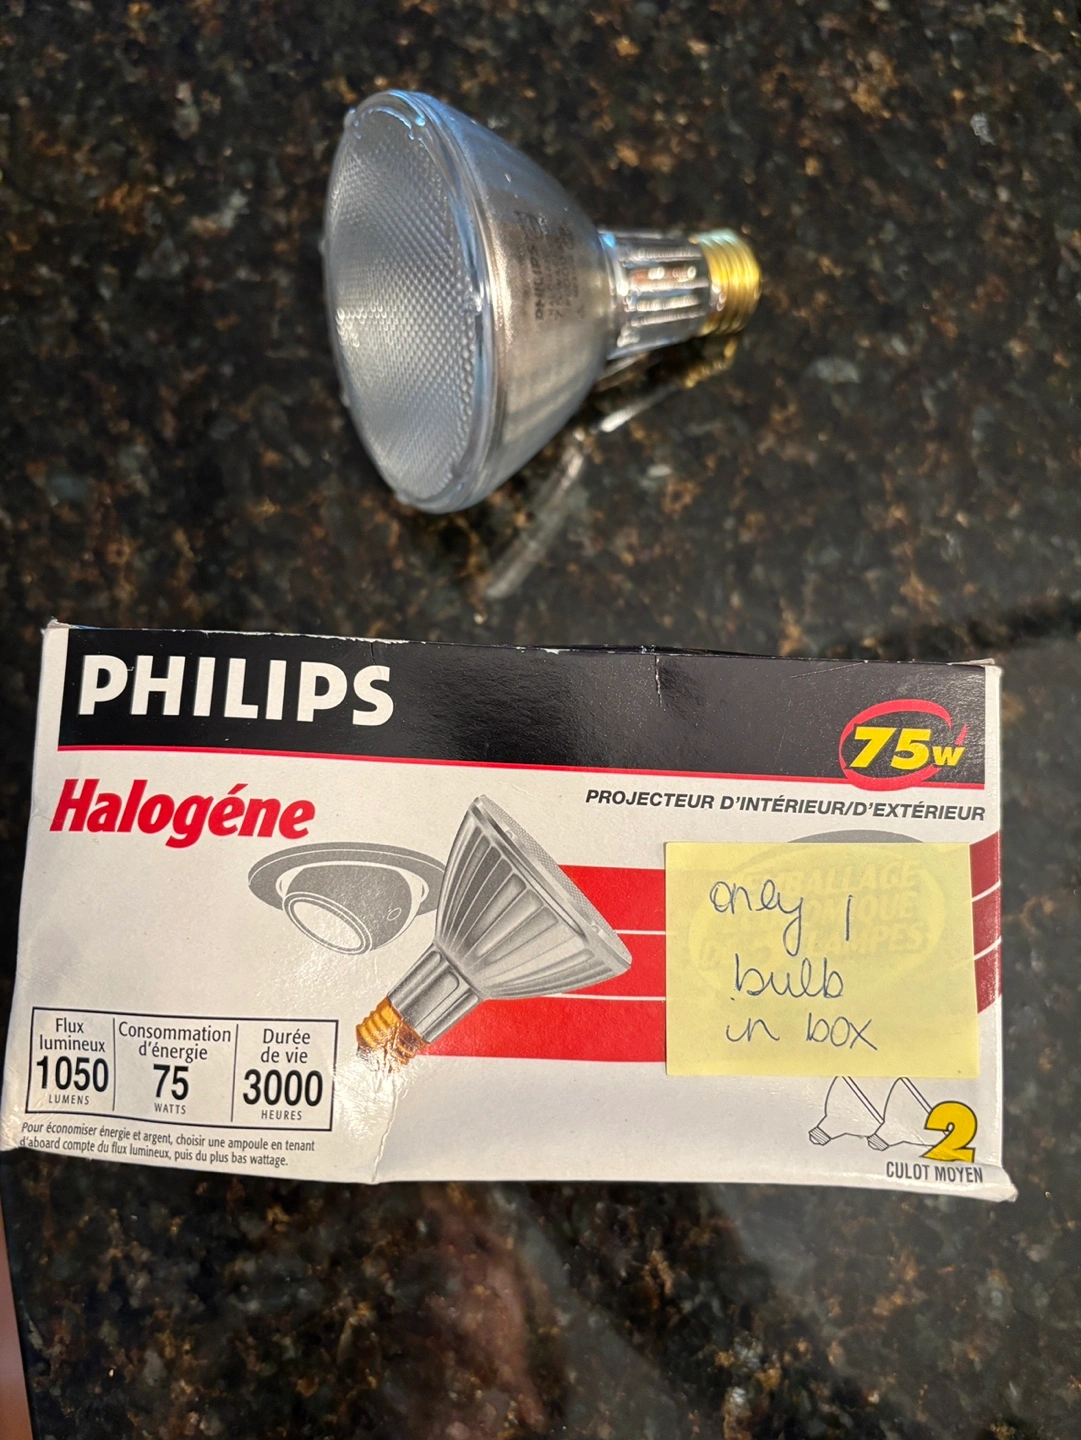 PHILIPS
PHILIPS
75w
Halogéne
PROJECTEUR D'INTÉRIEUR/D'EXTÉRIEUR
only 1
bulb
in box
Flux lumineux
1050
LUMENS
Consommation d'énergie
75
WATTS
Durée de vie
3000
HEURES
Pour économiser énergie et argent, choisir une ampoule en tenant
d'abord compte du flux lumineux, puis du plus bas wattage.
2
CULOT MOYEN